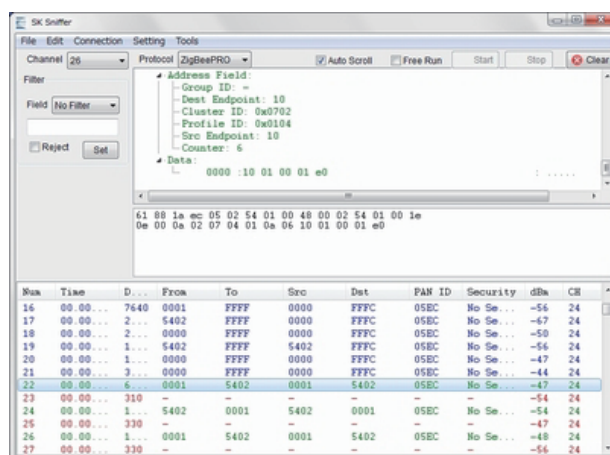 SK Sniffer
File Edit Connection Setting Tools
Channel 26 Protocol ZigBeePRO Auto Scroll Free Run Start Stop Clear
Filter
Field No Filter
Reject Set
Address Field:
Group ID: -
Dest Endpoint: 10
Cluster ID: 0x0702
Profile ID: 0x0104
Src Endpoint: 10
Counter: 6
Data:
0000 :10 01 00 01 e0 : .....
61 88 1a ec 05 02 54 01 00 48 00 02 54 01 00 1e
0e 00 0a 02 07 04 01 0a 06 10 01 00 01 e0
Num Time D... From To Src Dst PAN ID Security dBm CH
16 00.00... 7640 0001 FFFF 0000 FFFC 05EC No Se... -56 24
17 00.00... 2... 5402 FFFF 0000 FFFC 05EC No Se... -67 24
18 00.00... 2... 0000 FFFF 0000 FFFC 05EC No Se... -50 24
19 00.00... 1... 5402 FFFF 5402 FFFC 05EC No Se... -56 24
20 00.00... 1... 0000 FFFF 0000 FFFC 05EC No Se... -47 24
21 00.00... 3... 0000 FFFF 0000 FFFC 05EC No Se... -44 24
22 00.00... 6... 0001 5402 0001 5402 05EC No Se... -47 24
23 00.00... 310 - - - - - - -54 24
24 00.00... 1... 5402 0001 5402 0001 05EC No Se... -54 24
25 00.00... 330 - - - - - - -47 24
26 00.00... 1... 0001 5402 0001 5402 05EC No Se... -48 24
27 00.00... 330 - - - - - - -56 24